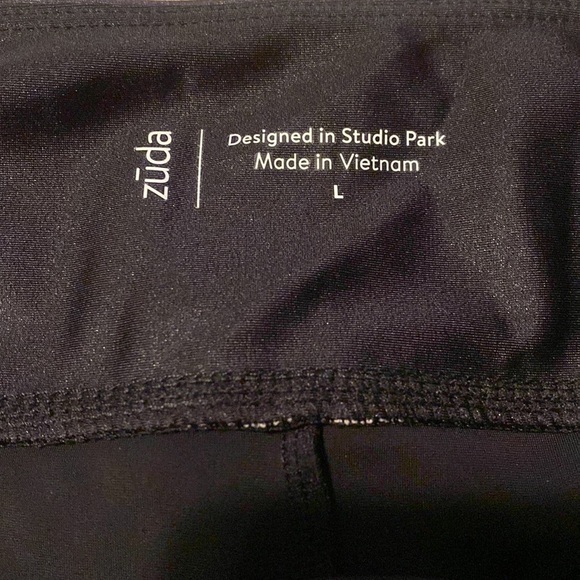 zūda
Designed in Studio Park
Made in Vietnam
L